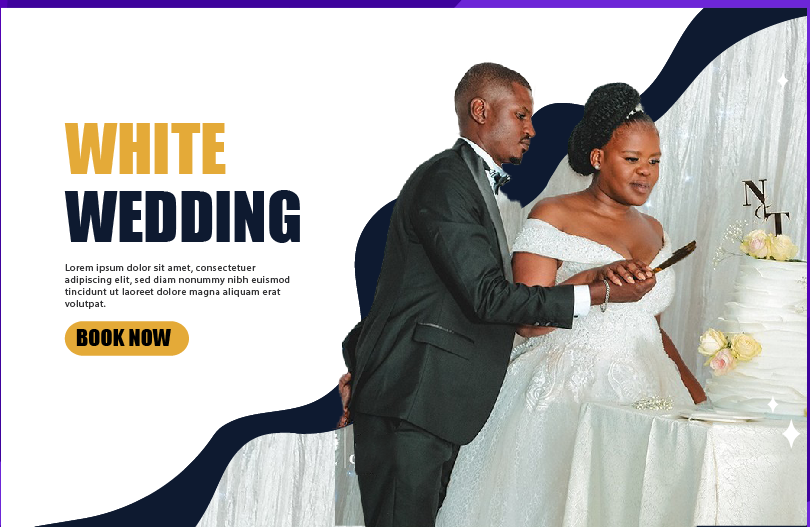 WHITE
WEDDING
Lorem ipsum dolor sit amet, consectetuer
adipiscing elit, sed diam nonummy nibh euismod
tincidunt ut laoreet dolore magna aliquam erat
volutpat.
BOOK NOW
N
&
T